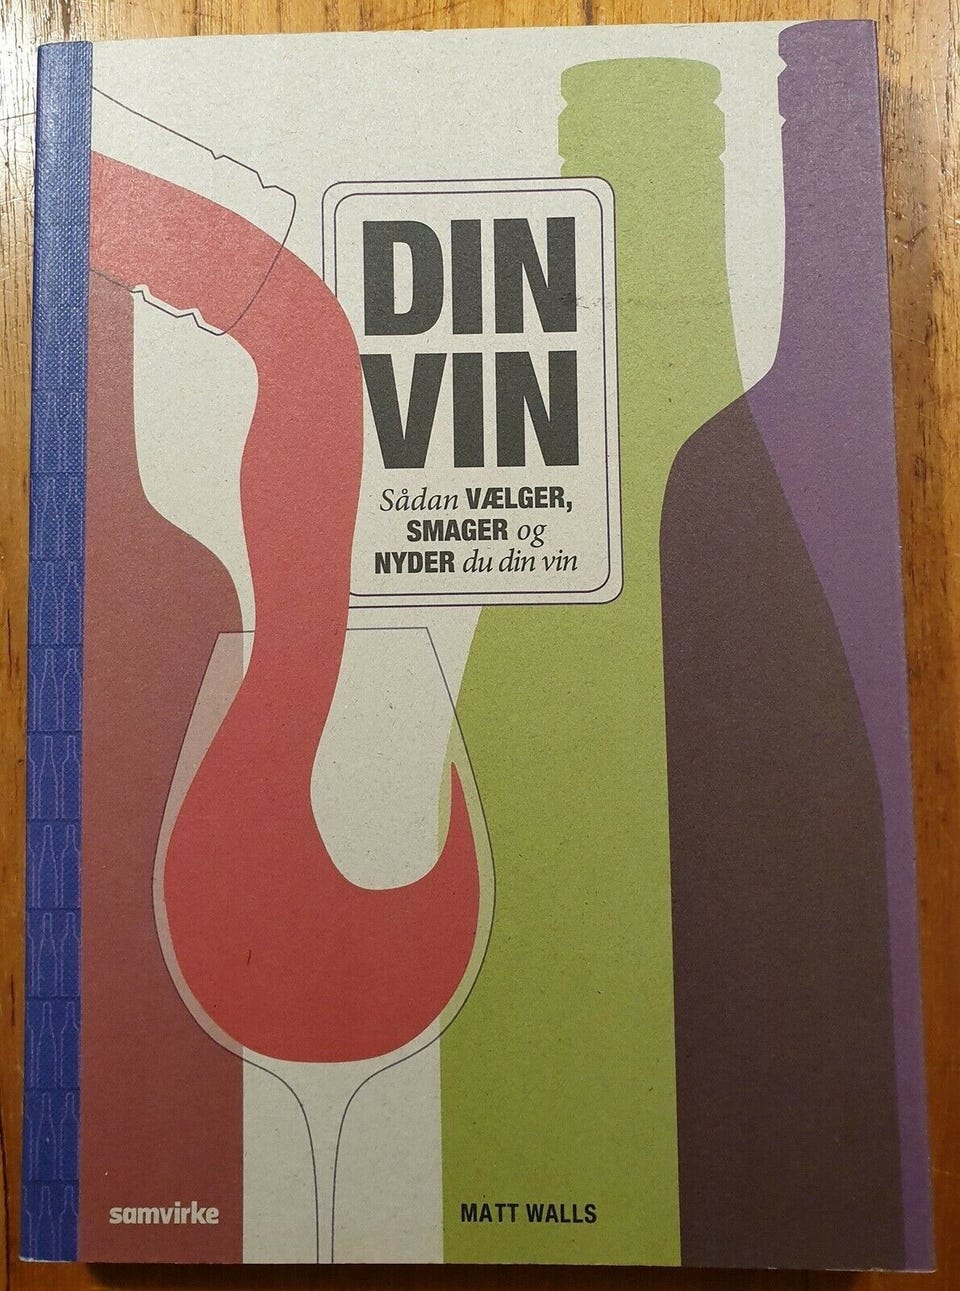 DIN
VIN
Sådan VÆLGER,
SMAGER og
NYDER du din vin
samvirke
MATT WALLS